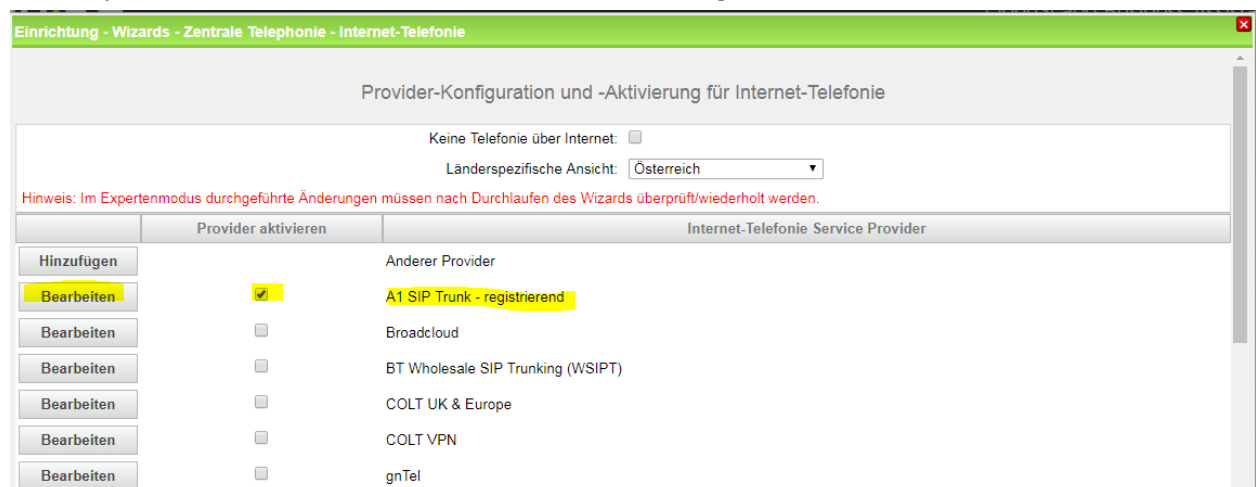 Einrichtung - Wizards - Zentrale Telephonie - Internet-Telefonie
Provider-Konfiguration und -Aktivierung für Internet-Telefonie
Keine Telefonie über Internet:
Länderspezifische Ansicht: Österreich
Hinweis: Im Expertenmodus durchgeführte Änderungen müssen nach Durchlaufen des Wizards überprüft/wiederholt werden.
Provider aktivieren Internet-Telefonie Service Provider
Hinzufügen Anderer Provider
Bearbeiten A1 SIP Trunk - registrierend
Bearbeiten Broadcloud
Bearbeiten BT Wholesale SIP Trunking (WSIPT)
Bearbeiten COLT UK & Europe
Bearbeiten COLT VPN
Bearbeiten gnTel